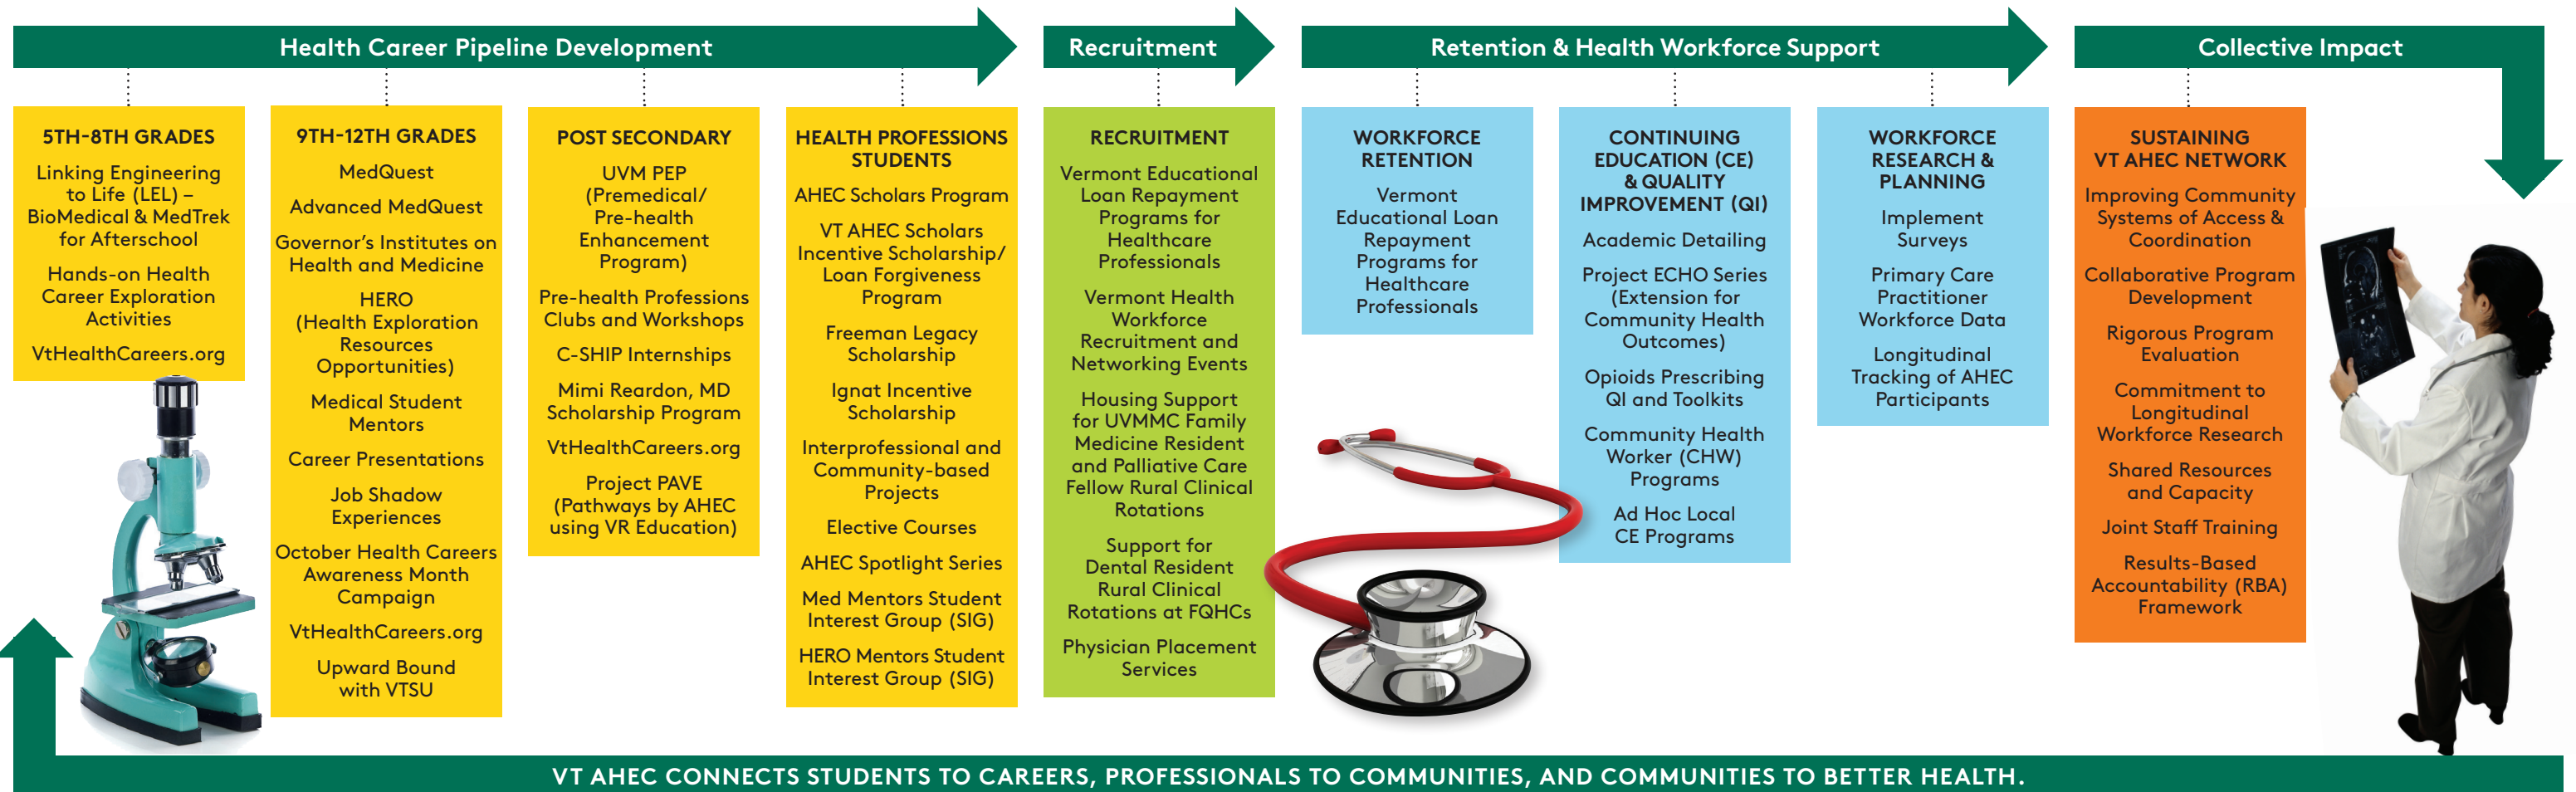 Health Career Pipeline Development
Recruitment
Retention & Health Workforce Support
Collective Impact
5TH-8TH GRADES
Linking Engineering
to Life (LEL) –
BioMedical & MedTrek
for Afterschool
Hands-on Health
Career Exploration
Activities
VtHealthCareers.org
9TH-12TH GRADES
MedQuest
Advanced MedQuest
Governor's Institutes on
Health and Medicine
HERO
(Health Exploration
Resources
Opportunities)
Medical Student
Mentors
Career Presentations
Job Shadow
Experiences
October Health Careers
Awareness Month
Campaign
VtHealthCareers.org
Upward Bound
with VTSU
POST SECONDARY
UVM PEP
(Premedical/
Pre-health
Enhancement
Program)
Pre-health Professions
Clubs and Workshops
C-SHIP Internships
Mimi Reardon, MD
Scholarship Program
VtHealthCareers.org
Project PAVE
(Pathways by AHEC
using VR Education)
HEALTH PROFESSIONS
STUDENTS
AHEC Scholars Program
VT AHEC Scholars
Incentive Scholarship/
Loan Forgiveness
Program
Freeman Legacy
Scholarship
Ignat Incentive
Scholarship
Interprofessional and
Community-based
Projects
Elective Courses
AHEC Spotlight Series
Med Mentors Student
Interest Group (SIG)
HERO Mentors Student
Interest Group (SIG)
RECRUITMENT
Vermont Educational
Loan Repayment
Programs for
Healthcare
Professionals
Vermont Health
Workforce
Recruitment and
Networking Events
Housing Support
for UVMMC Family
Medicine Resident
and Palliative Care
Fellow Rural Clinical
Rotations
Support for
Dental Resident
Rural Clinical
Rotations at FQHCs
Physician Placement
Services
WORKFORCE
RETENTION
Vermont
Educational Loan
Repayment
Programs for
Healthcare
Professionals
CONTINUING
EDUCATION (CE)
& QUALITY
IMPROVEMENT (QI)
Academic Detailing
Project ECHO Series
(Extension for
Community Health
Outcomes)
Opioids Prescribing
QI and Toolkits
Community Health
Worker (CHW)
Programs
Ad Hoc Local
CE Programs
WORKFORCE
RESEARCH &
PLANNING
Implement
Surveys
Primary Care
Practitioner
Workforce Data
Longitudinal
Tracking of AHEC
Participants
SUSTAINING
VT AHEC NETWORK
Improving Community
Systems of Access &
Coordination
Collaborative Program
Development
Rigorous Program
Evaluation
Commitment to
Longitudinal
Workforce Research
Shared Resources
and Capacity
Joint Staff Training
Results-Based
Accountability (RBA)
Framework
VT AHEC CONNECTS STUDENTS TO CAREERS, PROFESSIONALS TO COMMUNITIES, AND COMMUNITIES TO BETTER HEALTH.